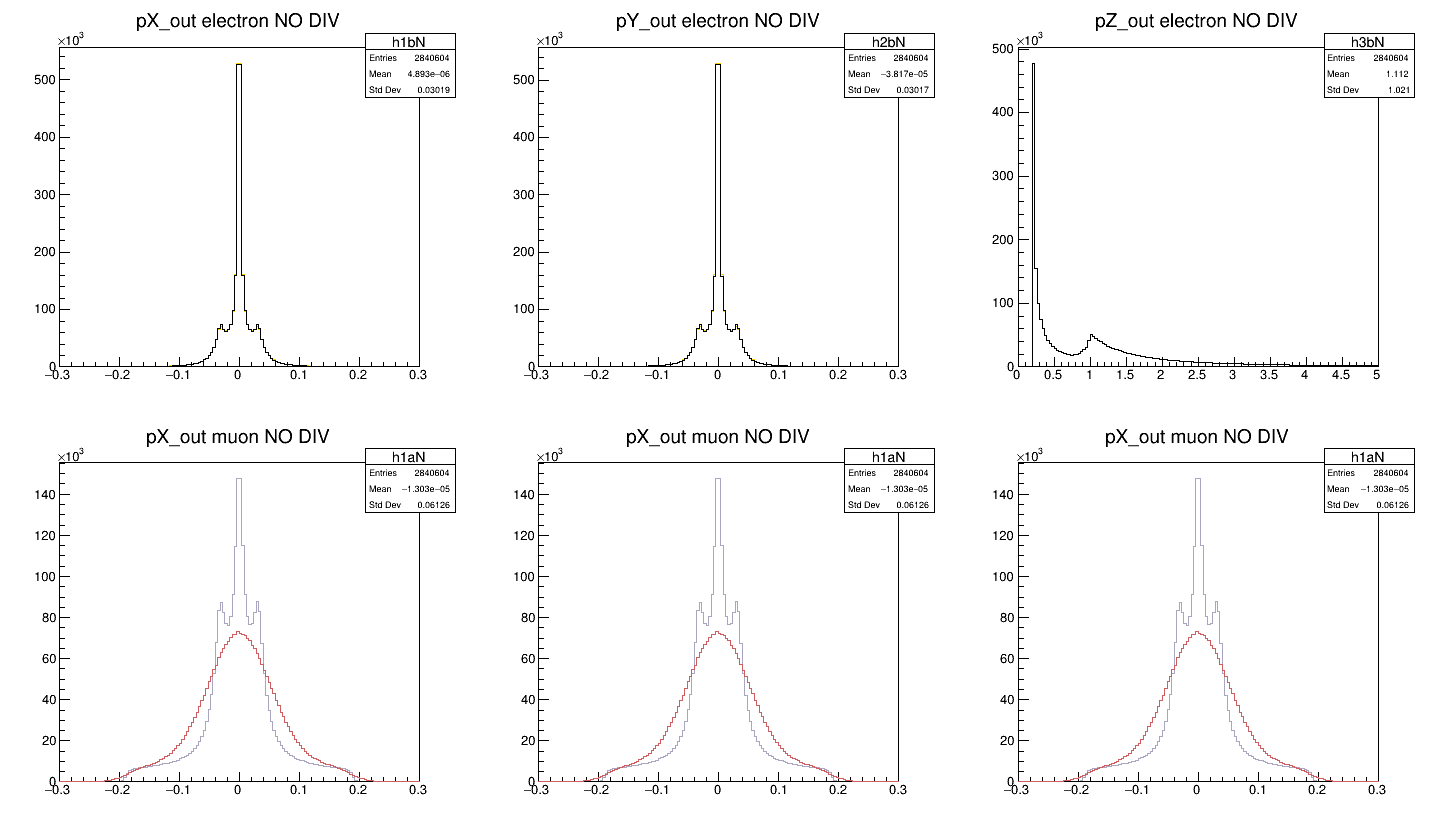 pX_out electron NO DIV
×10³
h1bN
Entries 2840604
Mean 4.893e−06
Std Dev 0.03019
500
400
300
200
100
0
−0.3 −0.2 −0.1 0 0.1 0.2 0.3
pY_out electron NO DIV
×10³
h2bN
Entries 2840604
Mean −3.817e−05
Std Dev 0.03017
500
400
300
200
100
0
−0.3 −0.2 −0.1 0 0.1 0.2 0.3
pZ_out electron NO DIV
×10³
h3bN
Entries 2840604
Mean 1.112
Std Dev 1.021
500
400
300
200
100
0
0 0.5 1 1.5 2 2.5 3 3.5 4 4.5 5
pX_out muon NO DIV
×10³
h1aN
Entries 2840604
Mean −1.303e−05
Std Dev 0.06126
140
120
100
80
60
40
20
0
−0.3 −0.2 −0.1 0 0.1 0.2 0.3
pX_out muon NO DIV
×10³
h1aN
Entries 2840604
Mean −1.303e−05
Std Dev 0.06126
140
120
100
80
60
40
20
0
−0.3 −0.2 −0.1 0 0.1 0.2 0.3
pX_out muon NO DIV
×10³
h1aN
Entries 2840604
Mean −1.303e−05
Std Dev 0.06126
140
120
100
80
60
40
20
0
−0.3 −0.2 −0.1 0 0.1 0.2 0.3